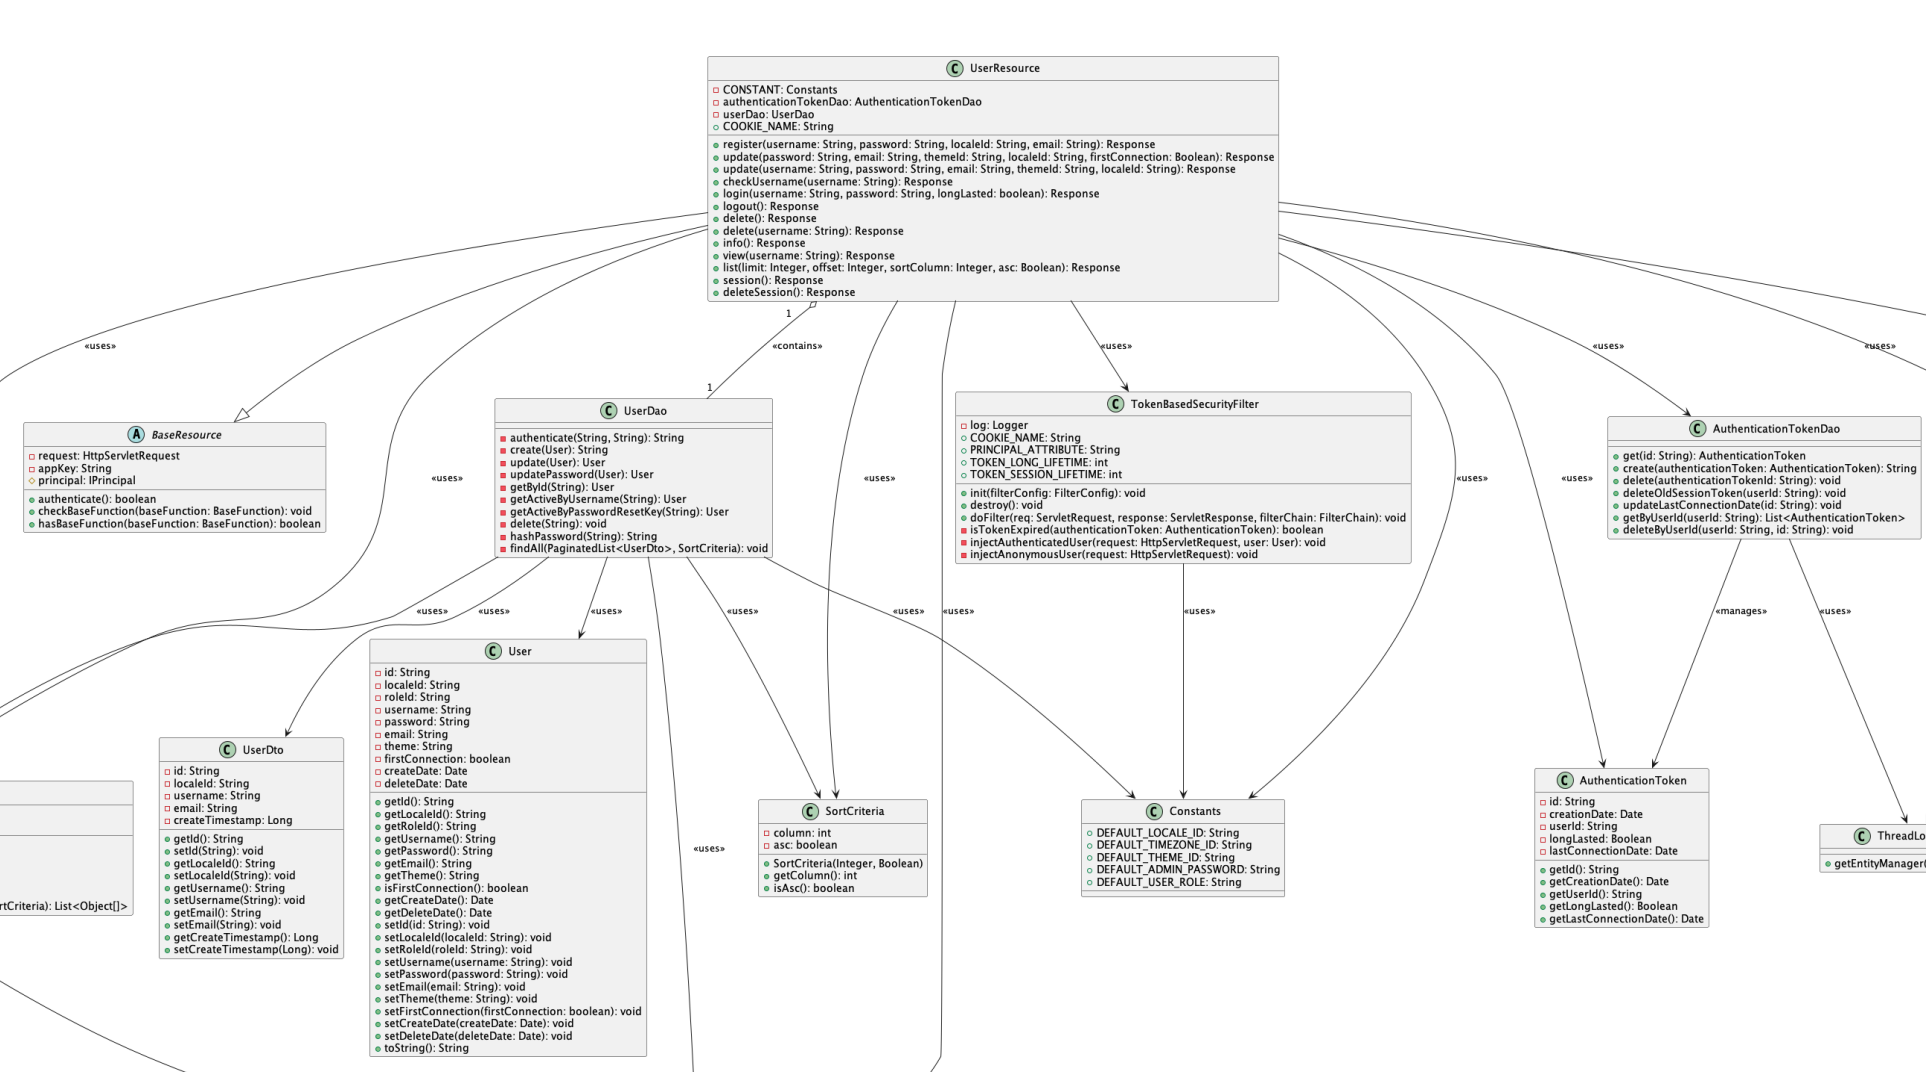 C UserResource
CONSTANT: Constants
authenticationTokenDao: AuthenticationTokenDao
userDao: UserDao
COOKIE_NAME: String
register(username: String, password: String, localeId: String, email: String): Response
update(password: String, email: String, themeId: String, localeId: String, firstConnection: Boolean): Response
update(username: String, password: String, email: String, themeId: String, localeId: String): Response
checkUsername(username: String): Response
login(username: String, password: String, longLasted: boolean): Response
logout(): Response
delete(): Response
delete(username: String): Response
info(): Response
view(username: String): Response
list(limit: Integer, offset: Integer, sortColumn: Integer, asc: Boolean): Response
session(): Response
deleteSession(): Response
1
«uses»
«contains»
«uses»
«uses»
«uses»
1
A BaseResource
request: HttpServletRequest
appKey: String
principal: IPrincipal
authenticate(): boolean
checkBaseFunction(baseFunction: BaseFunction): void
hasBaseFunction(baseFunction: BaseFunction): boolean
«uses»
C UserDao
authenticate(String, String): String
create(User): String
update(User): User
updatePassword(User): User
getById(String): User
getActiveByUsername(String): User
getActiveByPasswordResetKey(String): User
delete(String): void
hashPassword(String): String
findAll(PaginatedList<UserDto>, SortCriteria): void
«uses»
C TokenBasedSecurityFilter
log: Logger
COOKIE_NAME: String
PRINCIPAL_ATTRIBUTE: String
TOKEN_LONG_LIFETIME: int
TOKEN_SESSION_LIFETIME: int
init(filterConfig: FilterConfig): void
destroy(): void
doFilter(req: ServletRequest, response: ServletResponse, filterChain: FilterChain): void
isTokenExpired(authenticationToken: AuthenticationToken): boolean
injectAuthenticatedUser(request: HttpServletRequest, user: User): void
injectAnonymousUser(request: HttpServletRequest): void
«uses»
«uses»
C AuthenticationTokenDao
get(id: String): AuthenticationToken
create(authenticationToken: AuthenticationToken): String
delete(authenticationTokenId: String): void
deleteOldSessionToken(userId: String): void
updateLastConnectionDate(id: String): void
getByUserId(userId: String): List<AuthenticationToken>
deleteByUserId(userId: String, id: String): void
«uses»
«uses»
«uses»
«uses»
«uses»
«uses»
«uses»
«manages»
«uses»
rtCriteria): List<Object[]>
C UserDto
id: String
localeId: String
username: String
email: String
createTimestamp: Long
getId(): String
setId(String): void
getLocaleId(): String
setLocaleId(String): void
getUsername(): String
setUsername(String): void
getEmail(): String
setEmail(String): void
getCreateTimestamp(): Long
setCreateTimestamp(Long): void
C User
id: String
localeId: String
roleId: String
username: String
password: String
email: String
theme: String
firstConnection: boolean
createDate: Date
deleteDate: Date
getId(): String
getLocaleId(): String
getRoleId(): String
getUsername(): String
getPassword(): String
getEmail(): String
getTheme(): String
isFirstConnection(): boolean
getCreateDate(): Date
getDeleteDate(): Date
setId(id: String): void
setLocaleId(localeId: String): void
setRoleId(roleId: String): void
setUsername(username: String): void
setPassword(password: String): void
setEmail(email: String): void
setTheme(theme: String): void
setFirstConnection(firstConnection: boolean): void
setCreateDate(createDate: Date): void
setDeleteDate(deleteDate: Date): void
toString(): String
«uses»
C SortCriteria
column: int
asc: boolean
SortCriteria(Integer, Boolean)
getColumn(): int
isAsc(): boolean
C Constants
DEFAULT_LOCALE_ID: String
DEFAULT_TIMEZONE_ID: String
DEFAULT_THEME_ID: String
DEFAULT_ADMIN_PASSWORD: String
DEFAULT_USER_ROLE: String
C AuthenticationToken
id: String
creationDate: Date
userId: String
longLasted: Boolean
lastConnectionDate: Date
getId(): String
getCreationDate(): Date
getUserId(): String
getLongLasted(): Boolean
getLastConnectionDate(): Date
C ThreadLo
getEntityManager(